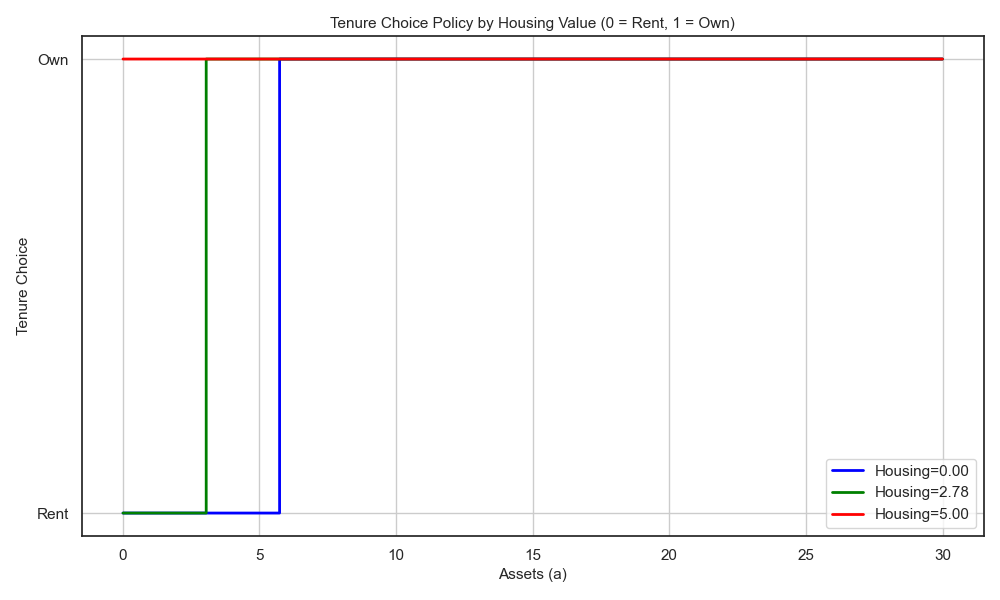 Tenure Choice Policy by Housing Value (0 = Rent, 1 = Own)
Own
Tenure Choice
Rent
Housing=0.00
Housing=2.78
Housing=5.00
0 5 10 15 20 25 30
Assets (a)